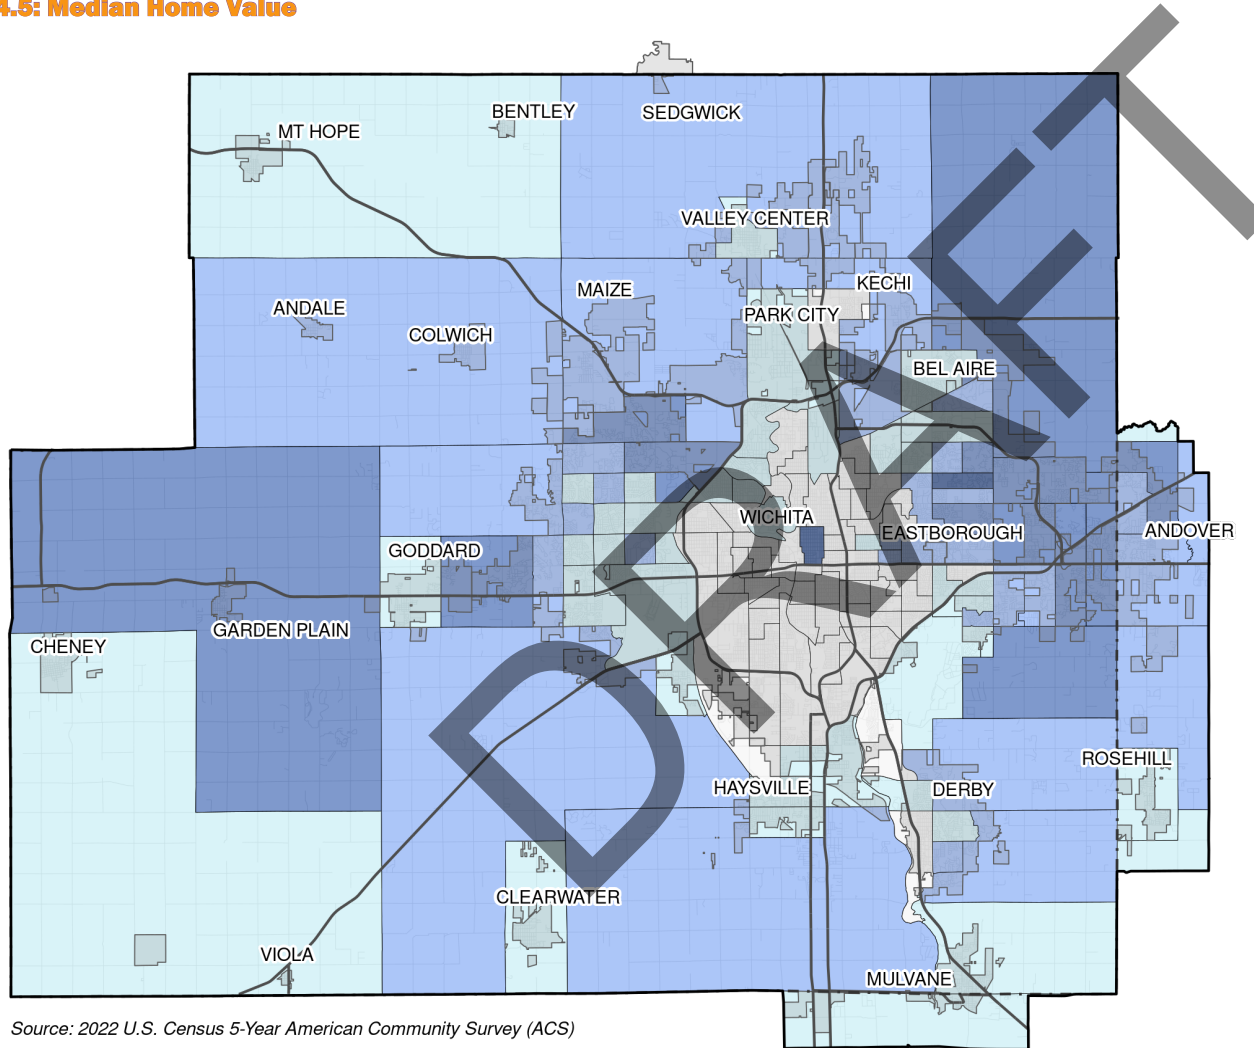 4.5: Median Home Value
BENTLEY
SEDGWICK
MT HOPE
VALLEY CENTER
KECHI
MAIZE
ANDALE
PARK CITY
COLWICH
BEL AIRE
WICHITA
EASTBOROUGH
ANDOVER
GODDARD
GARDEN PLAIN
CHENEY
ROSEHILL
HAYSVILLE
DERBY
CLEARWATER
VIOLA
MULVANE
DRAFT
Source: 2022 U.S. Census 5-Year American Community Survey (ACS)